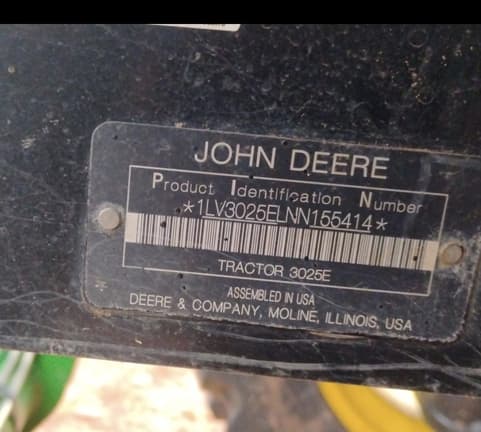 JOHN DEERE
Product Identification Number
*1LV3025ELNN155414*
TRACTOR 3025E
ASSEMBLED IN USA
DEERE & COMPANY, MOLINE, ILLINOIS, USA